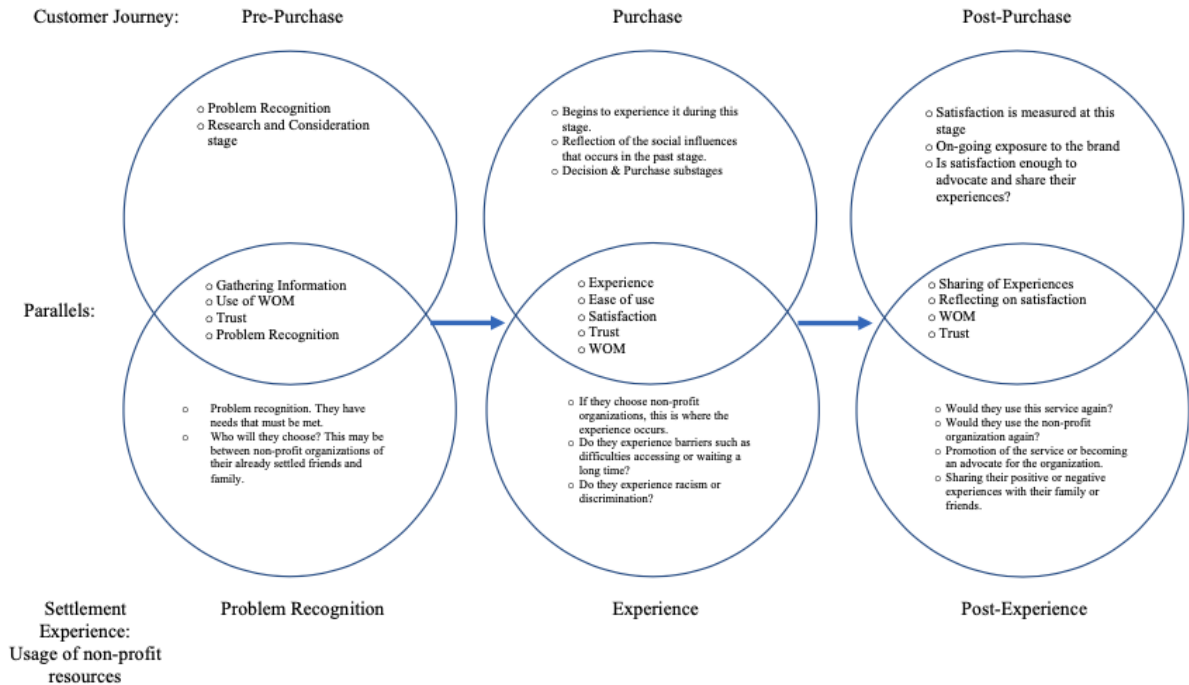 Customer Journey:
Pre-Purchase
Purchase
Post-Purchase
o Problem Recognition
o Research and Consideration
stage
o Begins to experience it during this
stage.
o Reflection of the social influences
that occurs in the past stage.
o Decision & Purchase substages
o Satisfaction is measured at this
stage
o On-going exposure to the brand
o Is satisfaction enough to
advocate and share their
experiences?
Parallels:
o Gathering Information
o Use of WOM
o Trust
o Problem Recognition
o Experience
o Ease of use
o Satisfaction
o Trust
o WOM
o Sharing of Experiences
o Reflecting on satisfaction
o WOM
o Trust
o Problem recognition. They have
needs that must be met.
o Who will they choose? This may be
between non-profit organizations of
their already settled friends and
family.
o If they choose non-profit
organizations, this is where the
experience occurs.
o Do they experience barriers such as
difficulties accessing or waiting a
long time?
o Do they experience racism or
discrimination?
o Would they use this service again?
o Would they use the non-profit
organization again?
o Promotion of the service or becoming
an advocate for the organization.
o Sharing their positive or negative
experiences with their family or
friends.
Settlement
Experience:
Usage of non-profit
resources
Problem Recognition
Experience
Post-Experience